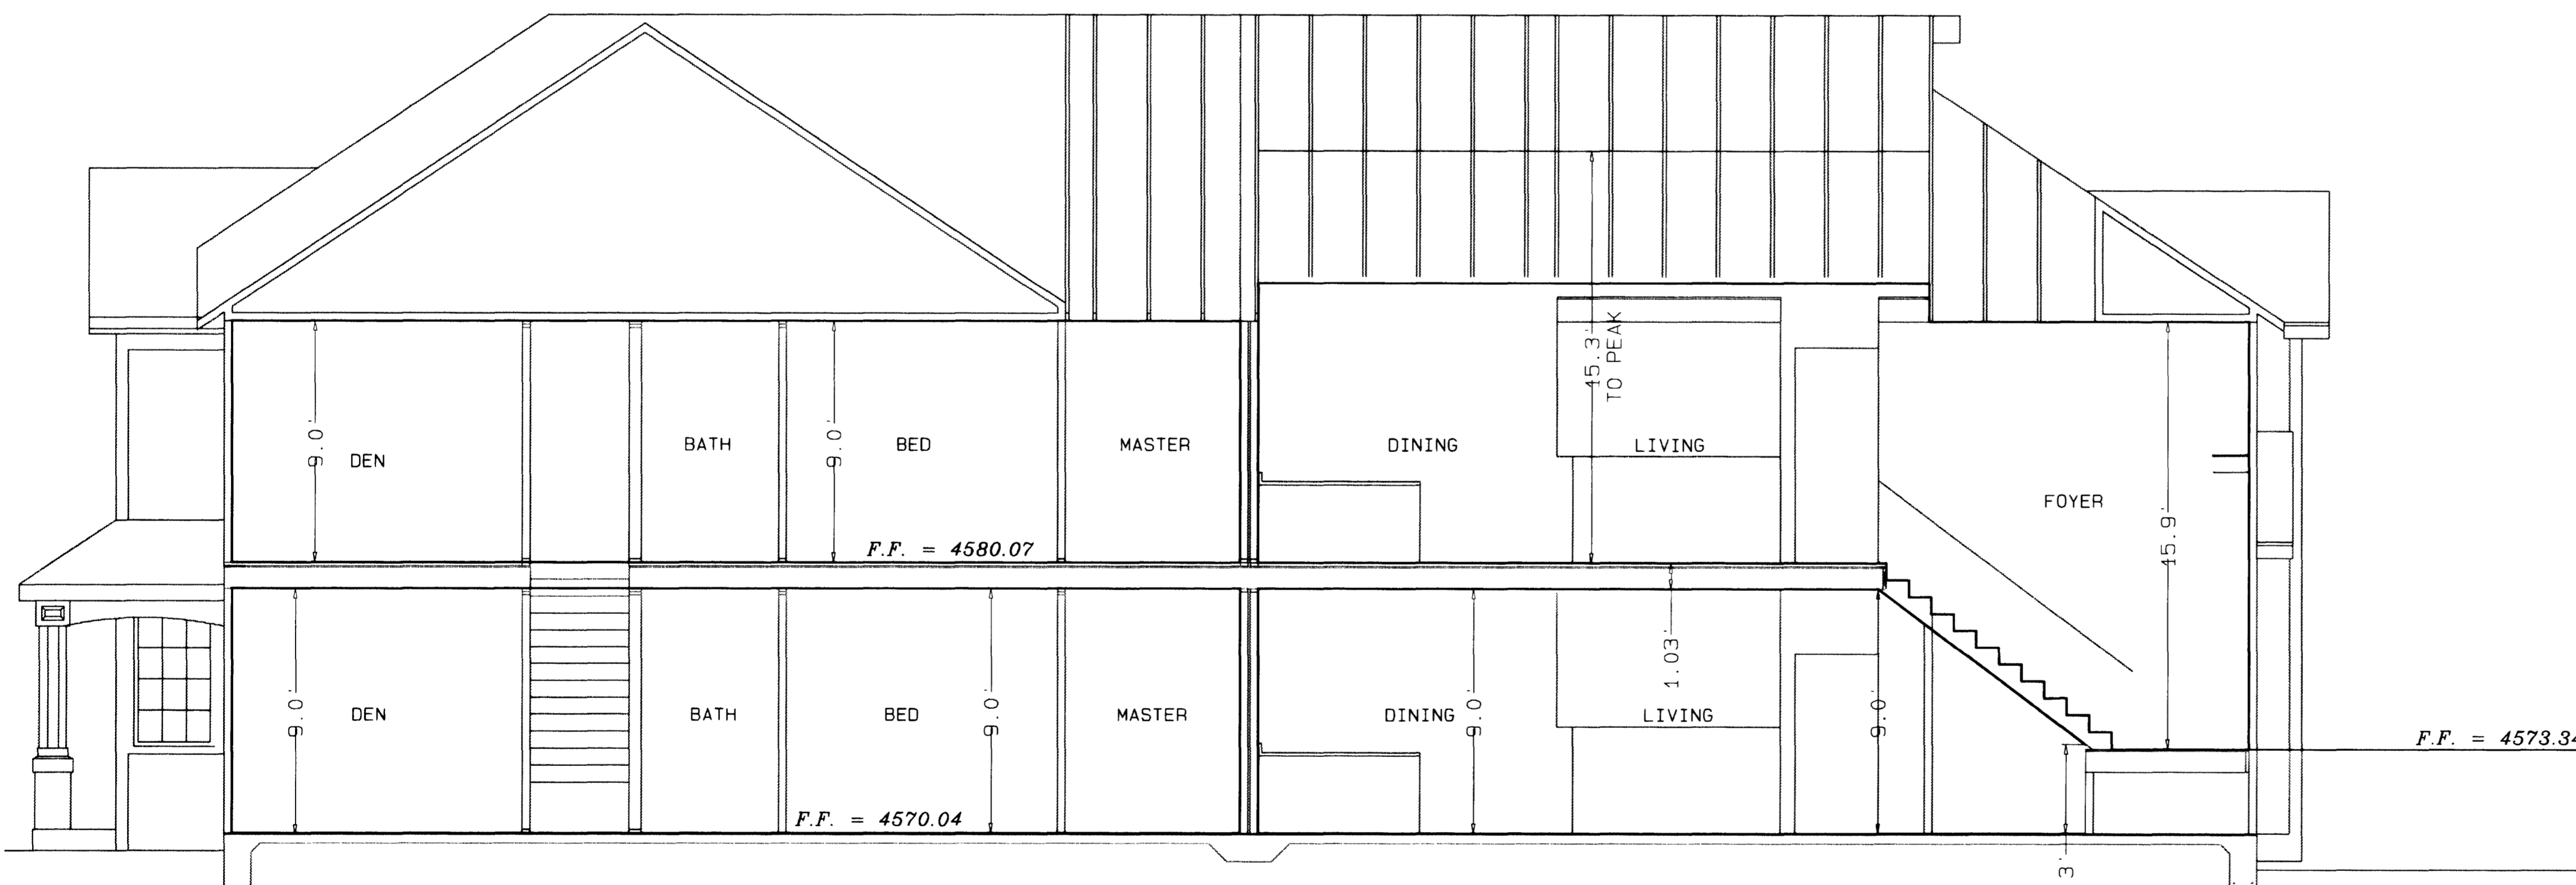 15.3'
TO PEAK
9.0'
DEN
BATH
9.0'
BED
MASTER
DINING
LIVING
FOYER
15.9'
F.F. = 4580.07
9.0'
DEN
BATH
BED
9.0'
MASTER
DINING
9.0'
1.03'
LIVING
9.0'
F.F. = 4573.34
F.F. = 4570.04
3'